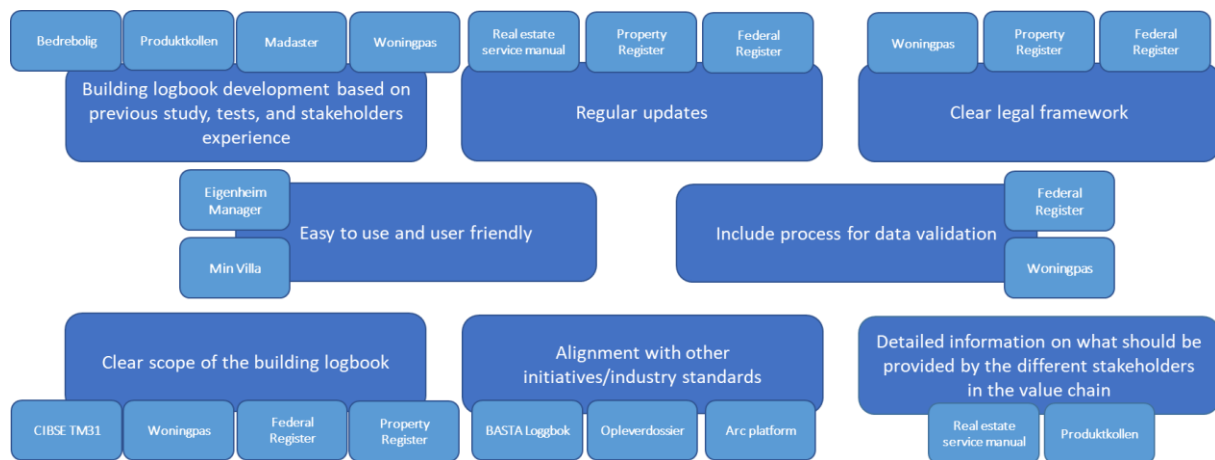 Bedrebolig
Produktkollen
Madaster
Woningpas
Building logbook development based on
previous study, tests, and stakeholders
experience
Real estate
service manual
Property
Register
Federal
Register
Regular updates
Woningpas
Property
Register
Federal
Register
Clear legal framework
Eigenheim
Manager
Min Villa
Easy to use and user friendly
Include process for data validation
Federal
Register
Woningpas
Clear scope of the building logbook
CIBSE TM31
Woningpas
Federal
Register
Property
Register
Alignment with other
initiatives/industry standards
BASTA Loggbok
Opleverdossier
Arc platform
Detailed information on what should be
provided by the different stakeholders
in the value chain
Real estate
service manual
Produktkollen